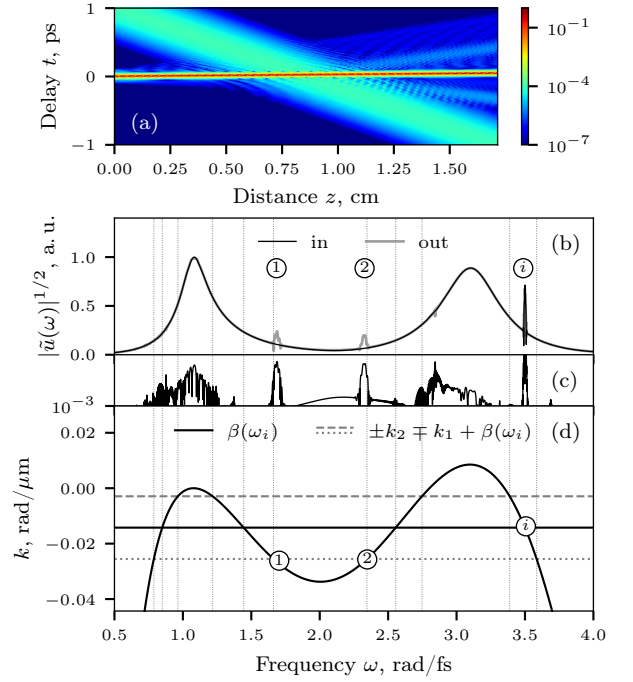 Delay t, ps
1
0
−1
(a)
0.00 0.25 0.50 0.75 1.00 1.25 1.50
Distance z, cm
10⁻¹
10⁻⁴
10⁻⁷
|ũ(ω)|^{1/2}, a. u.
1.0
0.5
0.0
in out (b)
1 2 i
(c)
10⁻³
k, rad/μm
0.02
0.00
−0.02
−0.04
β(ω_i) ±k₂ ∓ k₁ + β(ω_i) (d)
i
1 2
0.5 1.0 1.5 2.0 2.5 3.0 3.5 4.0
Frequency ω, rad/fs